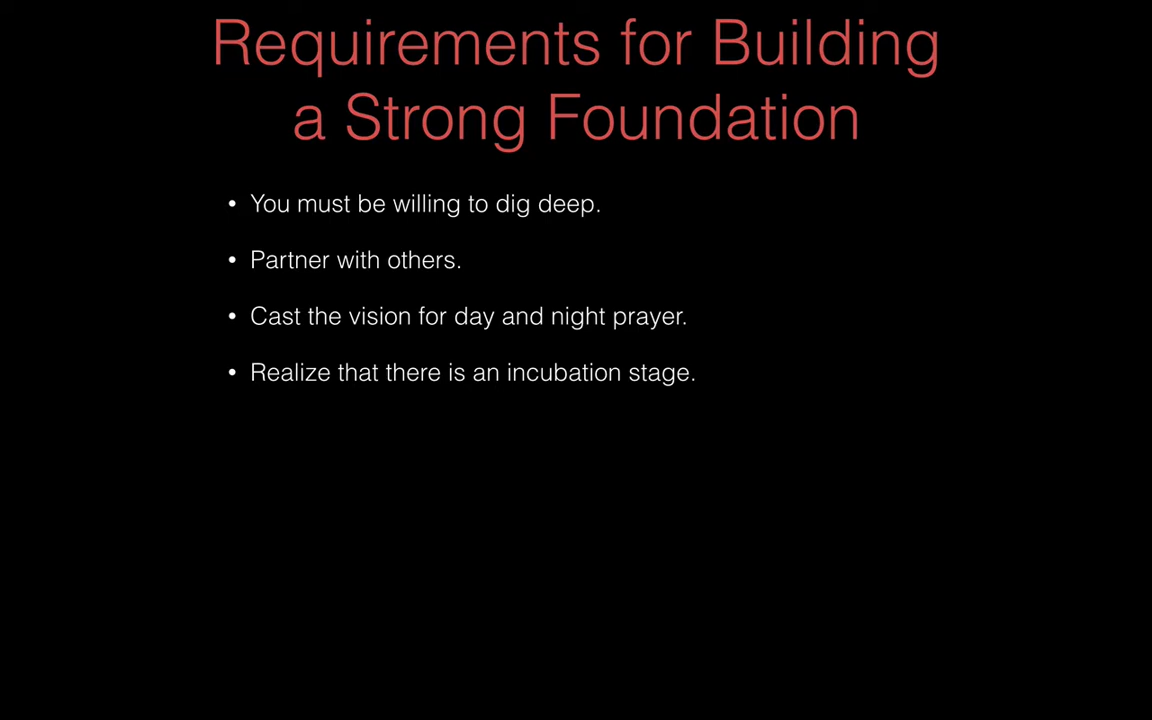 Requirements for Building
a Strong Foundation
• You must be willing to dig deep.
• Partner with others.
• Cast the vision for day and night prayer.
• Realize that there is an incubation stage.